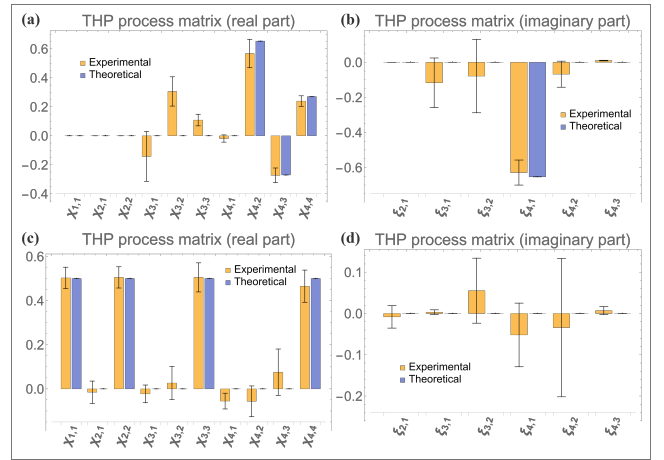 (a) THP process matrix (real part)
0.6
0.4
0.2
0.0
−0.2
−0.4
Experimental
Theoretical
χ1,1 χ2,1 χ2,2 χ3,1 χ3,2 χ3,3 χ4,1 χ4,2 χ4,3 χ4,4
(b) THP process matrix (imaginary part)
0.0
−0.2
−0.4
−0.6
Experimental
Theoretical
ξ2,1 ξ3,1 ξ3,2 ξ4,1 ξ4,2 ξ4,3
(c) THP process matrix (real part)
0.6
0.4
0.2
0.0
Experimental
Theoretical
χ1,1 χ2,1 χ2,2 χ3,1 χ3,2 χ3,3 χ4,1 χ4,2 χ4,3 χ4,4
(d) THP process matrix (imaginary part)
0.1
0.0
−0.1
−0.2
Experimental
Theoretical
ξ2,1 ξ3,1 ξ3,2 ξ4,1 ξ4,2 ξ4,3